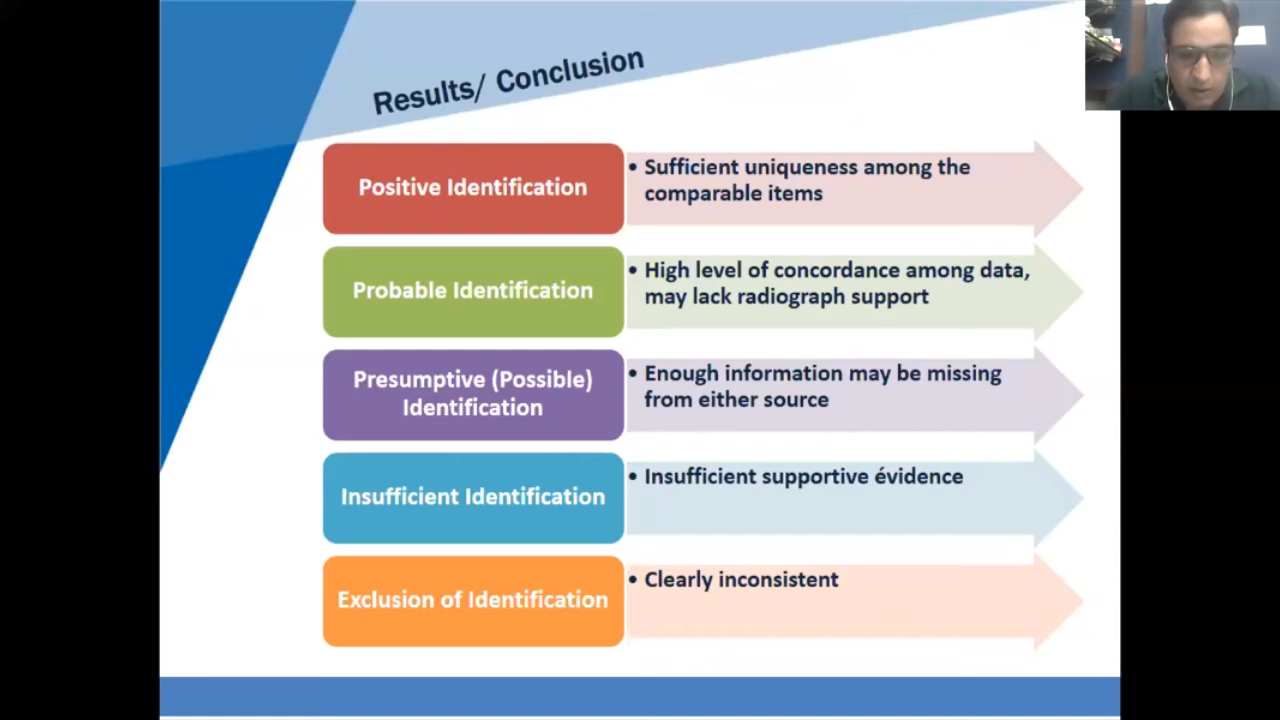 Results/ Conclusion
Positive Identification
• Sufficient uniqueness among the
comparable items
Probable Identification
• High level of concordance among data,
may lack radiograph support
Presumptive (Possible)
Identification
• Enough information may be missing
from either source
Insufficient Identification
• Insufficient supportive évidence
Exclusion of Identification
• Clearly inconsistent